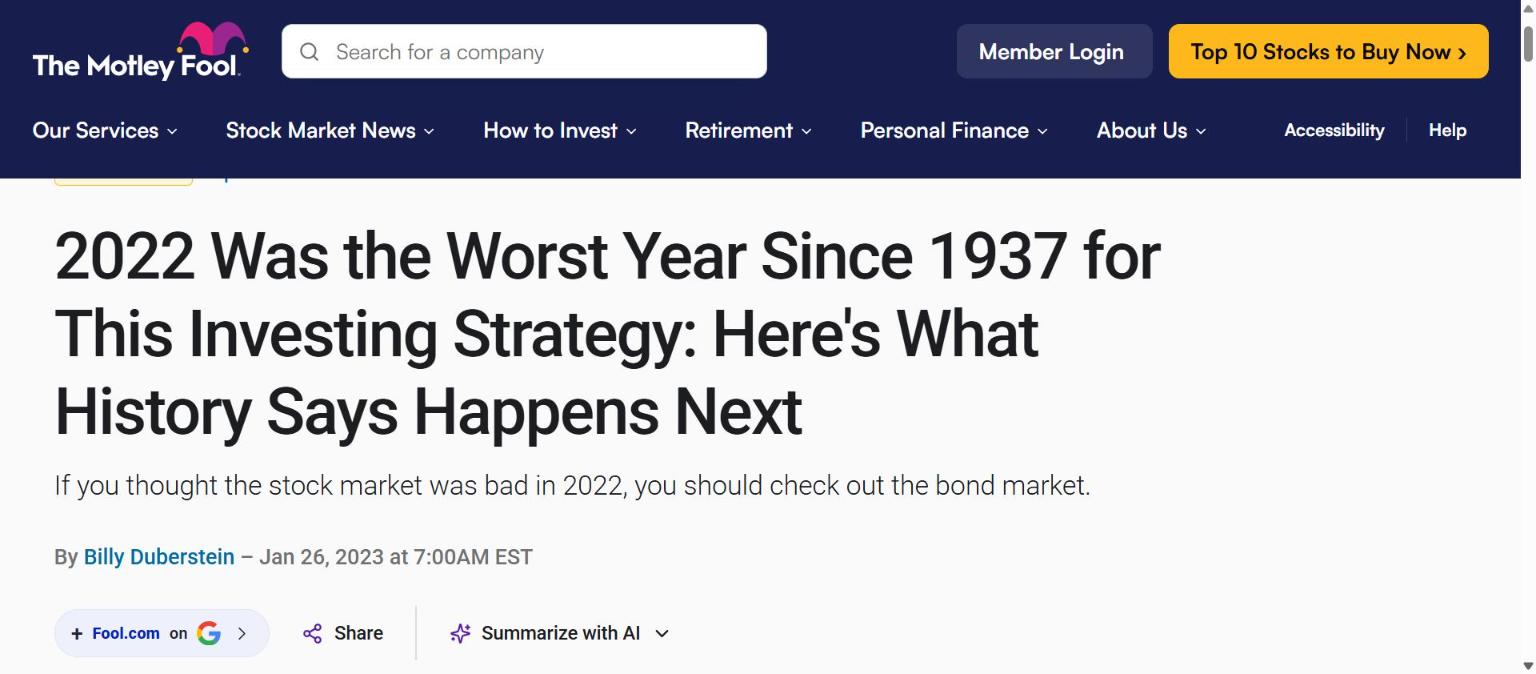 The Motley Fool.
Search for a company
Member Login
Top 10 Stocks to Buy Now ›
Our Services
Stock Market News
How to Invest
Retirement
Personal Finance
About Us
Accessibility
Help
2022 Was the Worst Year Since 1937 for
This Investing Strategy: Here's What
History Says Happens Next
If you thought the stock market was bad in 2022, you should check out the bond market.
By Billy Duberstein – Jan 26, 2023 at 7:00AM EST
+ Fool.com on G
Share
Summarize with AI